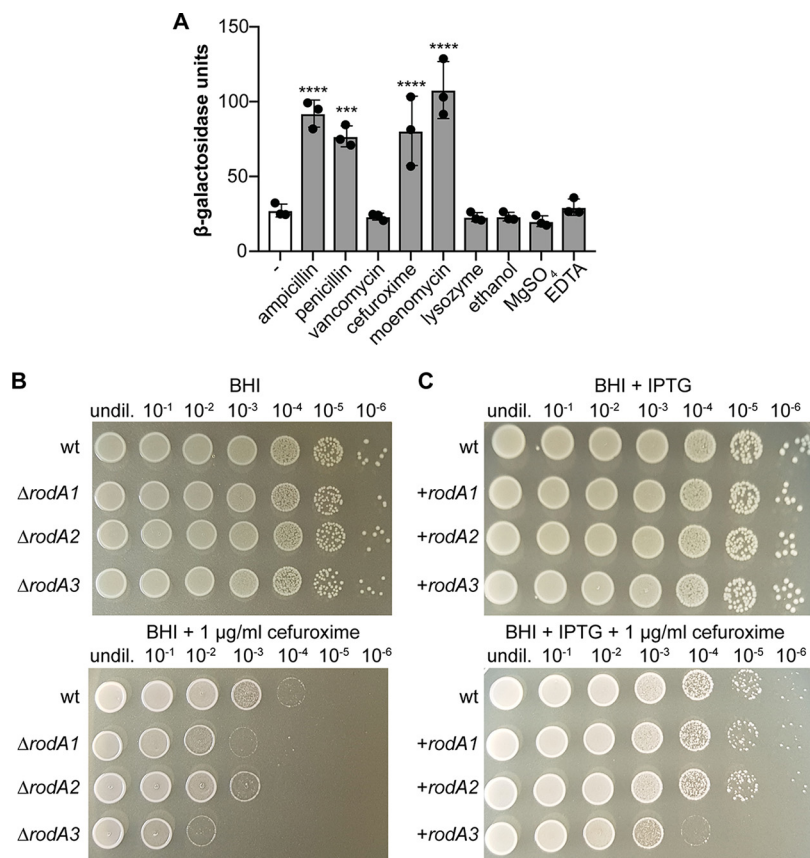 A
150
100
50
0
β-galactosidase units
**** *** **** ****
- ampicillin penicillin vancomycin cefuroxime moenomycin lysozyme ethanol MgSO₄ EDTA
B
BHI
undil. 10⁻¹ 10⁻² 10⁻³ 10⁻⁴ 10⁻⁵ 10⁻⁶
wt
ΔrodA1
ΔrodA2
ΔrodA3
BHI + 1 µg/ml cefuroxime
undil. 10⁻¹ 10⁻² 10⁻³ 10⁻⁴ 10⁻⁵ 10⁻⁶
wt
ΔrodA1
ΔrodA2
ΔrodA3
C
BHI + IPTG
undil. 10⁻¹ 10⁻² 10⁻³ 10⁻⁴ 10⁻⁵ 10⁻⁶
wt
+rodA1
+rodA2
+rodA3
BHI + IPTG + 1 µg/ml cefuroxime
undil. 10⁻¹ 10⁻² 10⁻³ 10⁻⁴ 10⁻⁵ 10⁻⁶
wt
+rodA1
+rodA2
+rodA3